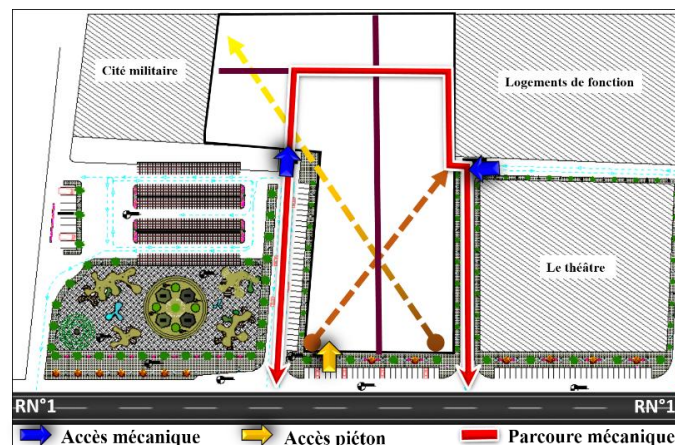 Cité militaire
Logements de fonction
Le théâtre
RN°1 RN°1
Accès mécanique Accès piéton Parcoure mécanique